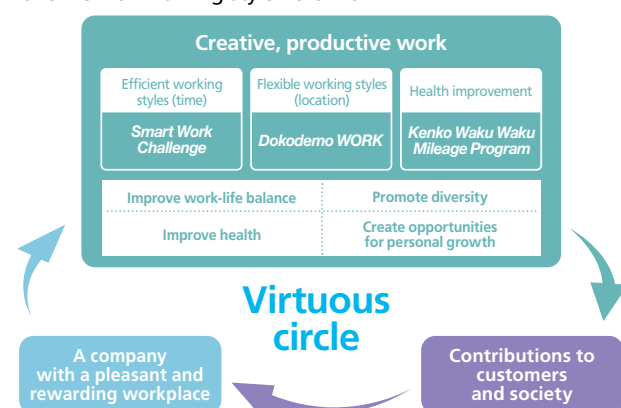 Creative, productive work
Efficient working
styles (time)
Smart Work
Challenge
Flexible working styles
(location)
Dokodemo WORK
Health improvement
Kenko Waku Waku
Mileage Program
Improve work-life balance
Promote diversity
Improve health
Create opportunities
for personal growth
Virtuous
circle
A company
with a pleasant and
rewarding workplace
Contributions to
customers
and society